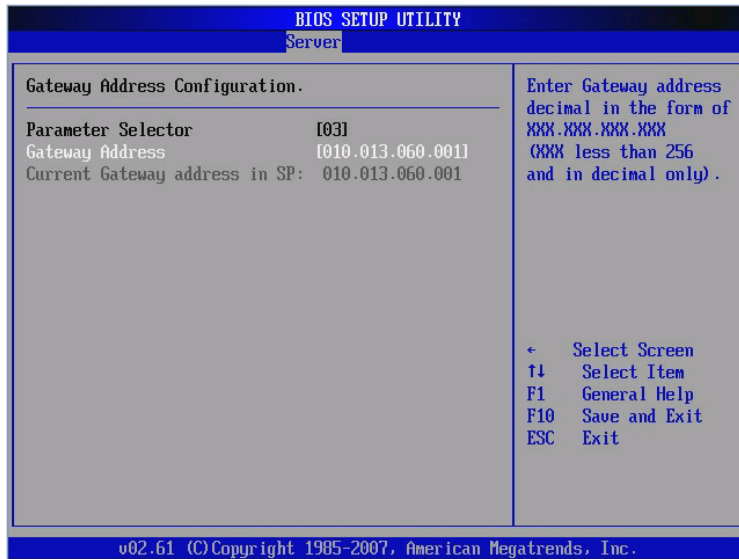 BIOS SETUP UTILITY
Server
Gateway Address Configuration.
Parameter Selector [03]
Gateway Address [010.013.060.001]
Current Gateway address in SP: 010.013.060.001
Enter Gateway address
decimal in the form of
XXX.XXX.XXX.XXX
(XXX less than 256
and in decimal only).
← Select Screen
↑↓ Select Item
F1 General Help
F10 Save and Exit
ESC Exit
v02.61 (C)Copyright 1985-2007, American Megatrends, Inc.